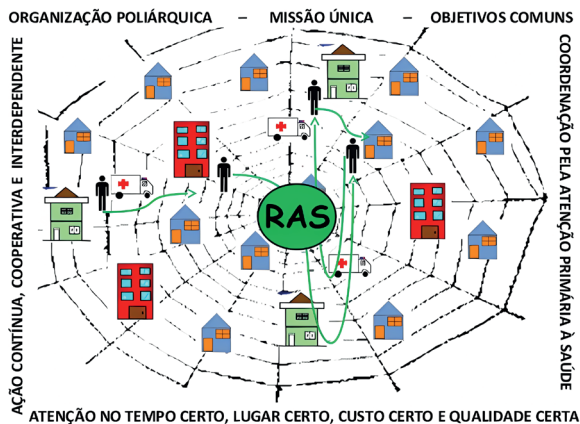 ORGANIZAÇÃO POLIÁRQUICA – MISSÃO ÚNICA – OBJETIVOS COMUNS
AÇÃO CONTÍNUA, COOPERATIVA E INTERDEPENDENTE
COORDENAÇÃO PELA ATENÇÃO PRIMÁRIA À SAÚDE
RAS
ATENÇÃO NO TEMPO CERTO, LUGAR CERTO, CUSTO CERTO E QUALIDADE CERTA